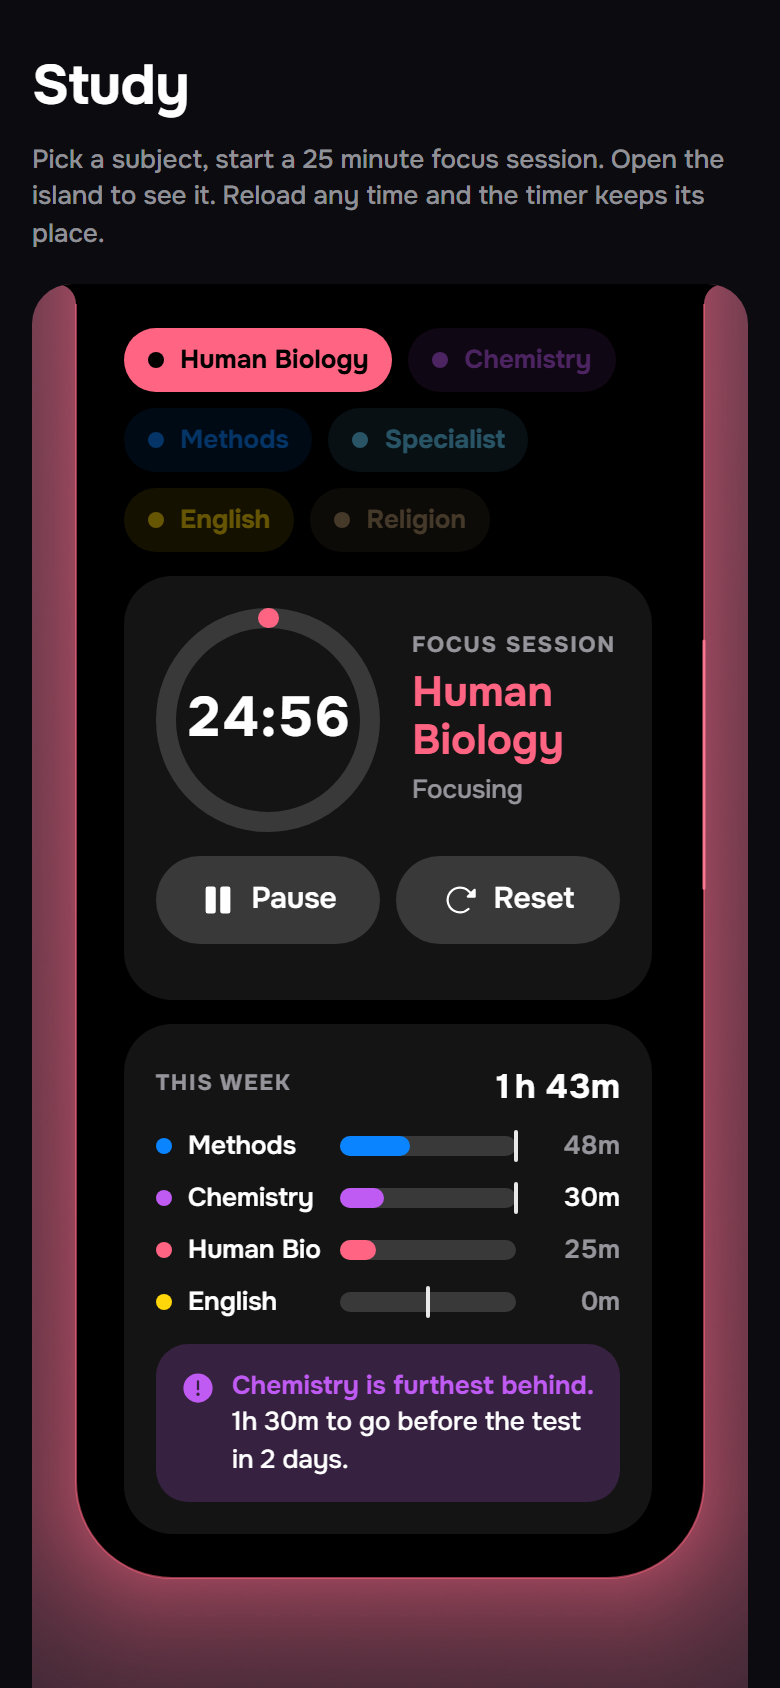 Study
Pick a subject, start a 25 minute focus session. Open the
island to see it. Reload any time and the timer keeps its
place.
Human Biology
Chemistry
Methods
Specialist
English
Religion
24:56
FOCUS SESSION
Human
Biology
Focusing
Pause
Reset
THIS WEEK
1h 43m
Methods
48m
Chemistry
30m
Human Bio
25m
English
0m
Chemistry is furthest behind.
1h 30m to go before the test
in 2 days.